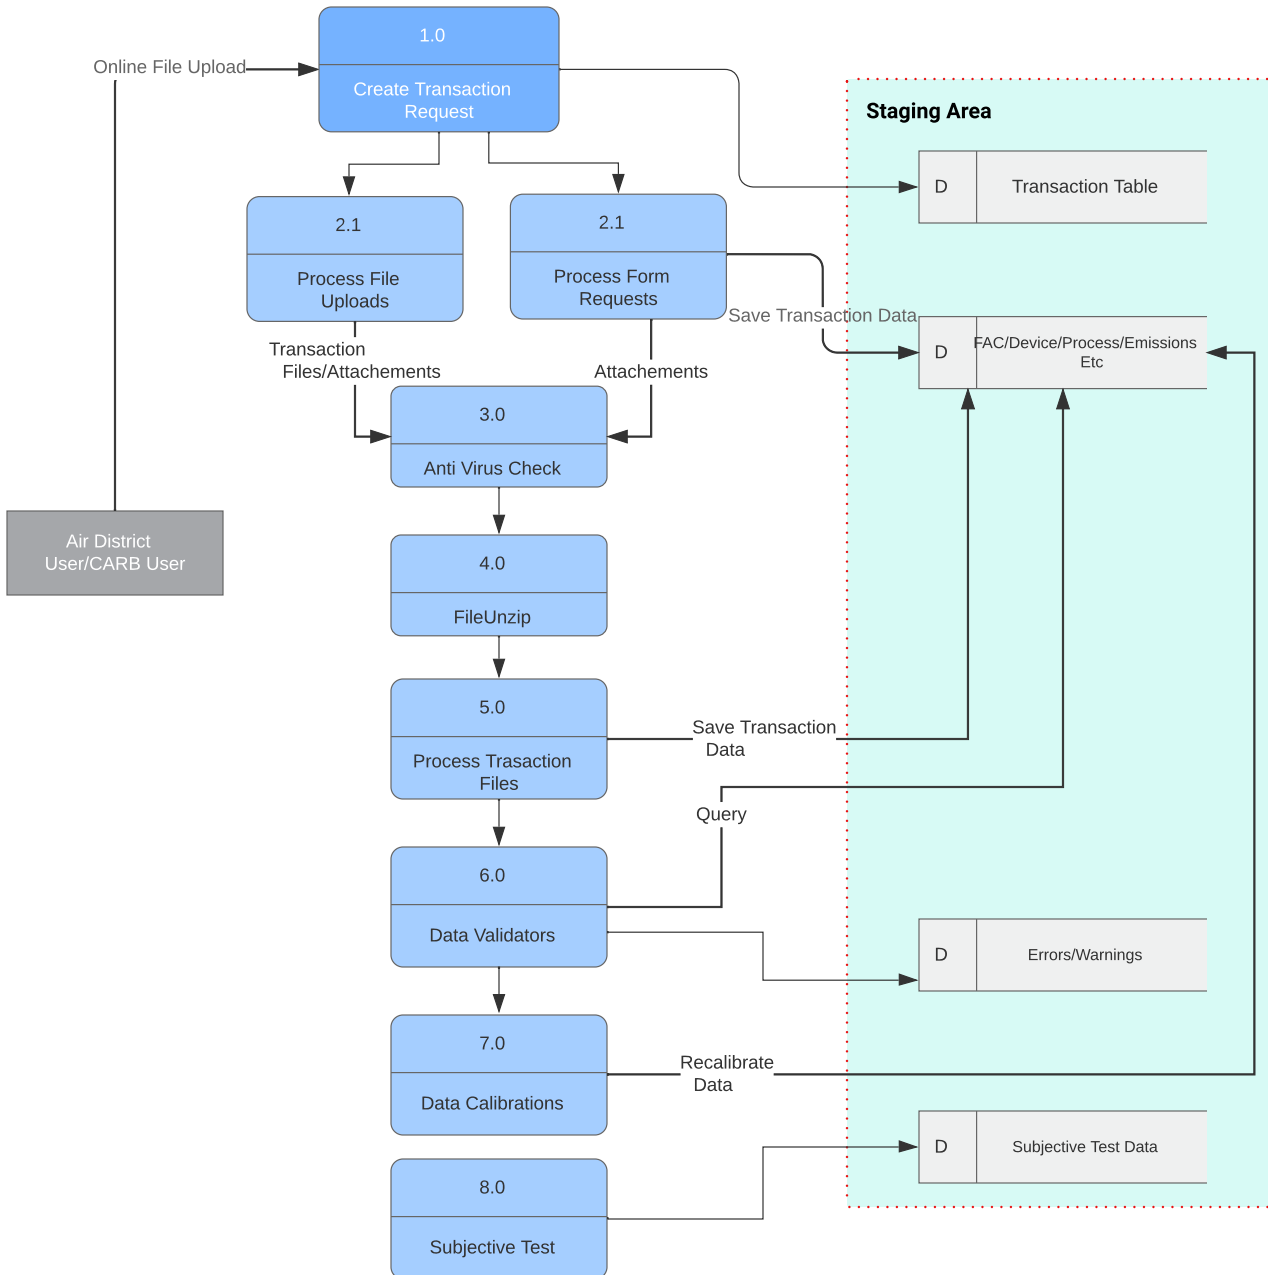 1.0
Create Transaction
Request
Online File Upload
Staging Area
D
Transaction Table
2.1
Process File
Uploads
2.1
Process Form
Requests
Save Transaction Data
D
FAC/Device/Process/Emissions
Etc
Transaction
Files/Attachements
Attachements
3.0
Anti Virus Check
Air District
User/CARB User
4.0
FileUnzip
5.0
Process Trasaction
Files
Save Transaction
Data
Query
6.0
Data Validators
D
Errors/Warnings
7.0
Data Calibrations
Recalibrate
Data
D
Subjective Test Data
8.0
Subjective Test